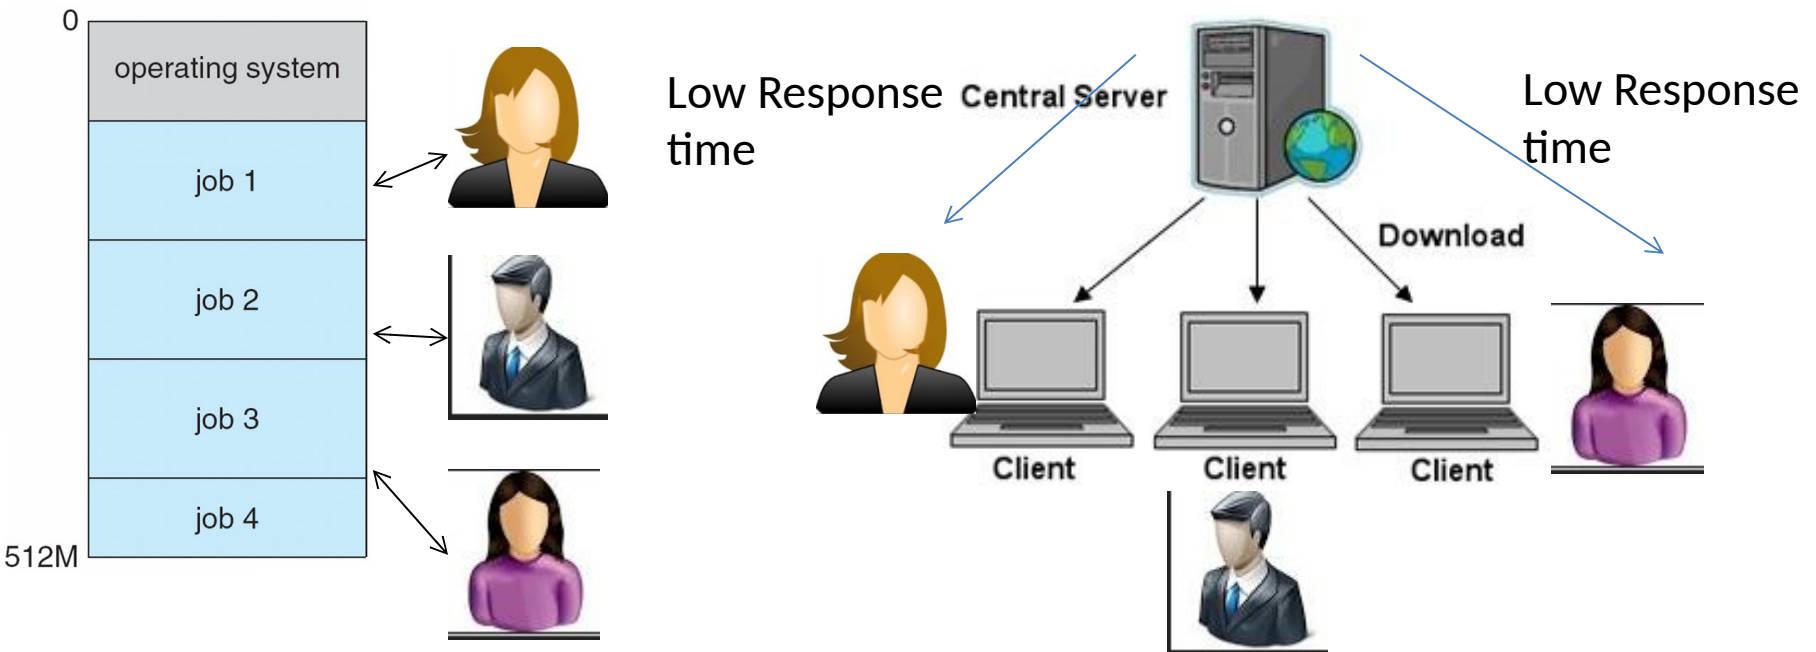 0
operating system
job 1
job 2
job 3
job 4
512M
Low Response
time
Central Server
Low Response
time
Download
Client
Client
Client